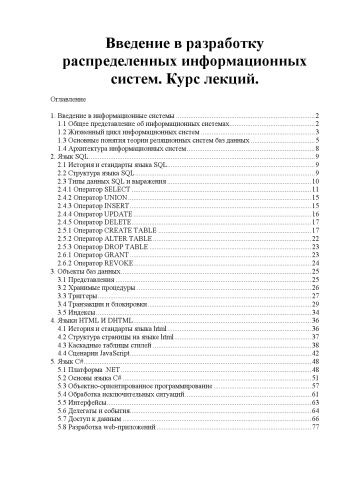 Введение в разработку
распределенных информационных
систем. Курс лекций.
Оглавление
1. Введение в информационные системы 2
1.1 Общее представление об информационных системах 2
1.2 Жизненный цикл информационных систем 3
1.3 Основные понятия теории реляционных систем баз данных 5
1.4 Архитектура информационных систем 8
2. Язык SQL 9
2.1 История и стандарты языка SQL 9
2.2 Структура языка SQL 9
2.3 Типы данных SQL и выражения 10
2.4.1 Оператор SELECT 11
2.4.2 Оператор UNION 15
2.4.3 Оператор INSERT 15
2.4.4 Оператор UPDATE 16
2.4.5 Оператор DELETE 17
2.5.1 Оператор CREATE TABLE 17
2.5.2 Оператор ALTER TABLE 22
2.5.3 Оператор DROP TABLE 23
2.6.1 Оператор GRANT 23
2.6.2 Оператор REVOKE 24
3. Объекты баз данных 25
3.1 Представления 25
3.2 Хранимые процедуры 26
3.3 Триггеры 27
3.4 Транзакции и блокировки 29
3.5 Индексы 34
4. Языки HTML И DHTML 36
4.1 История и стандарты языка html 36
4.2 Структура страницы на языке html 37
4.3 Каскадные таблицы стилей 38
4.4 Сценарии JavaScript 42
5. Язык C# 48
5.1 Платформа .NET 48
5.2 Основы языка C# 51
5.3 Объектно-ориентированное программирование 57
5.4 Обработка исключительных ситуаций 61
5.5 Интерфейсы 63
5.6 Делегаты и события 64
5.7 Доступ к данным 66
5.8 Разработка web-приложений 77